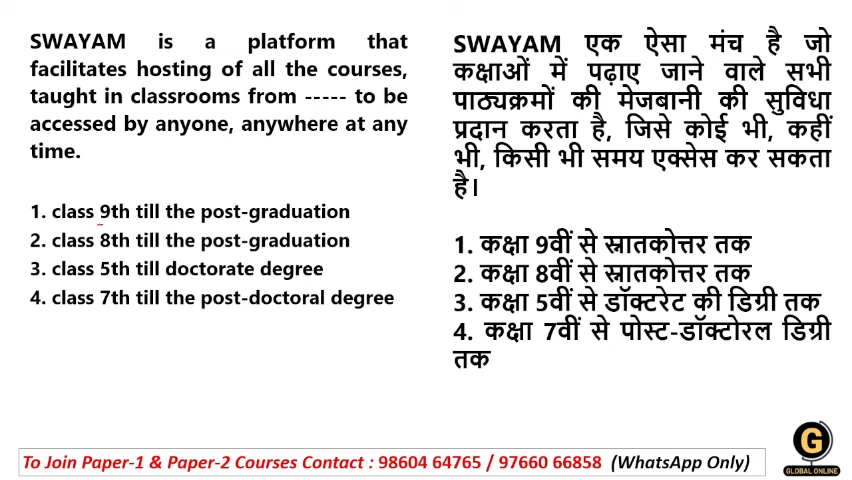 SWAYAM is a platform that
facilitates hosting of all the courses,
taught in classrooms from ----- to be
accessed by anyone, anywhere at any
time.
1. class 9th till the post-graduation
2. class 8th till the post-graduation
3. class 5th till doctorate degree
4. class 7th till the post-doctoral degree
SWAYAM एक ऐसा मंच है जो
कक्षाओं में पढ़ाए जाने वाले सभी
पाठ्यक्रमों की मेजबानी की सुविधा
प्रदान करता है, जिसे कोई भी, कहीं
भी, किसी भी समय एक्सेस कर सकता
है।
1. कक्षा 9वीं से स्नातकोत्तर तक
2. कक्षा 8वीं से स्नातकोत्तर तक
3. कक्षा 5वीं से डॉक्टरेट की डिग्री तक
4. कक्षा 7वीं से पोस्ट-डॉक्टोरल डिग्री
तक
To Join Paper-1 & Paper-2 Courses Contact : 98604 64765 / 97660 66858 (WhatsApp Only)
G
GLOBAL ONLINE